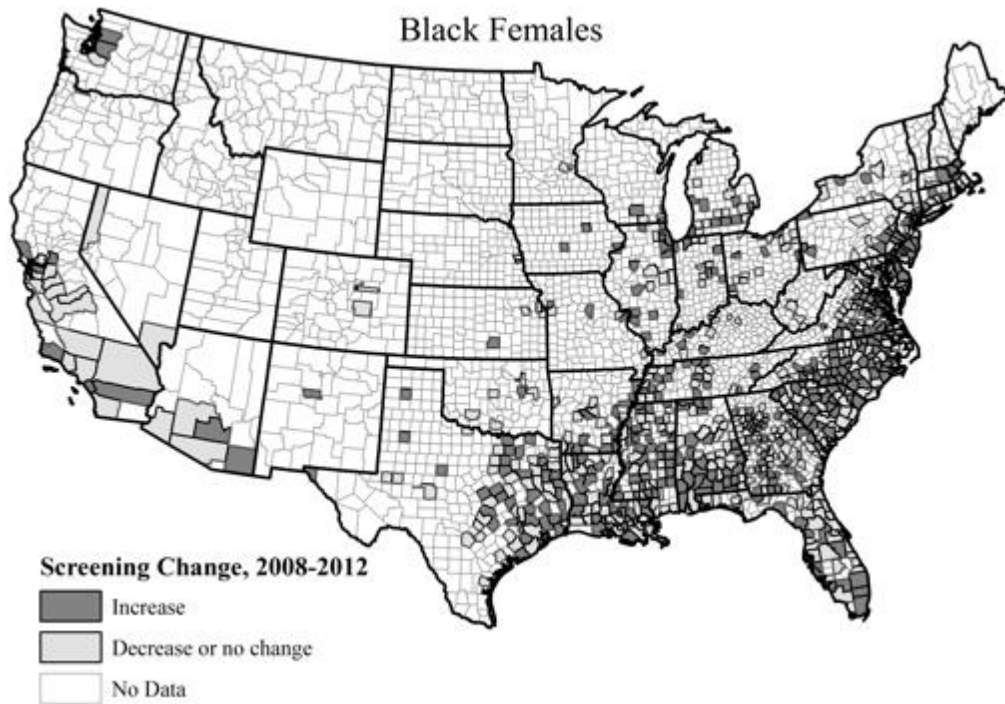 Black Females
Screening Change, 2008-2012
Increase
Decrease or no change
No Data